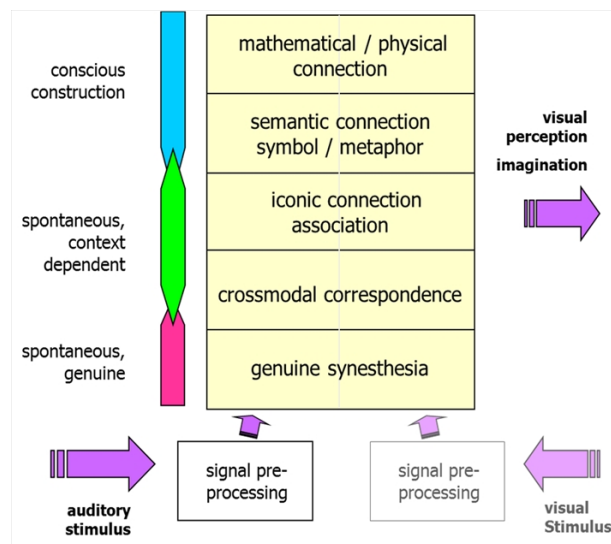 mathematical / physical
connection
conscious
construction
semantic connection
symbol / metaphor
visual
perception
imagination
iconic connection
association
spontaneous,
context
dependent
crossmodal correspondence
spontaneous,
genuine
genuine synesthesia
signal pre-
processing
signal pre-
processing
auditory
stimulus
visual
Stimulus